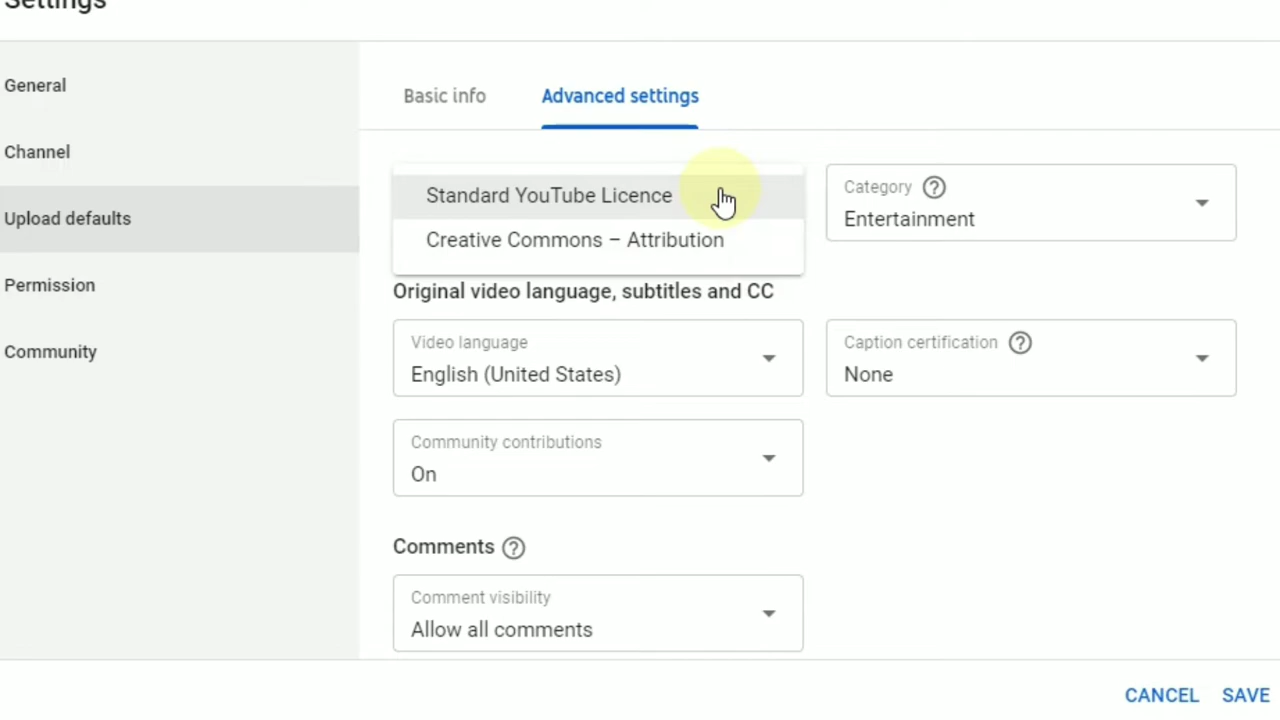 Settings
General
Channel
Upload defaults
Permission
Community
Basic info
Advanced settings
Standard YouTube Licence
Creative Commons – Attribution
Category
Entertainment
Original video language, subtitles and CC
Video language
English (United States)
Caption certification
None
Community contributions
On
Comments
Comment visibility
Allow all comments
CANCEL
SAVE